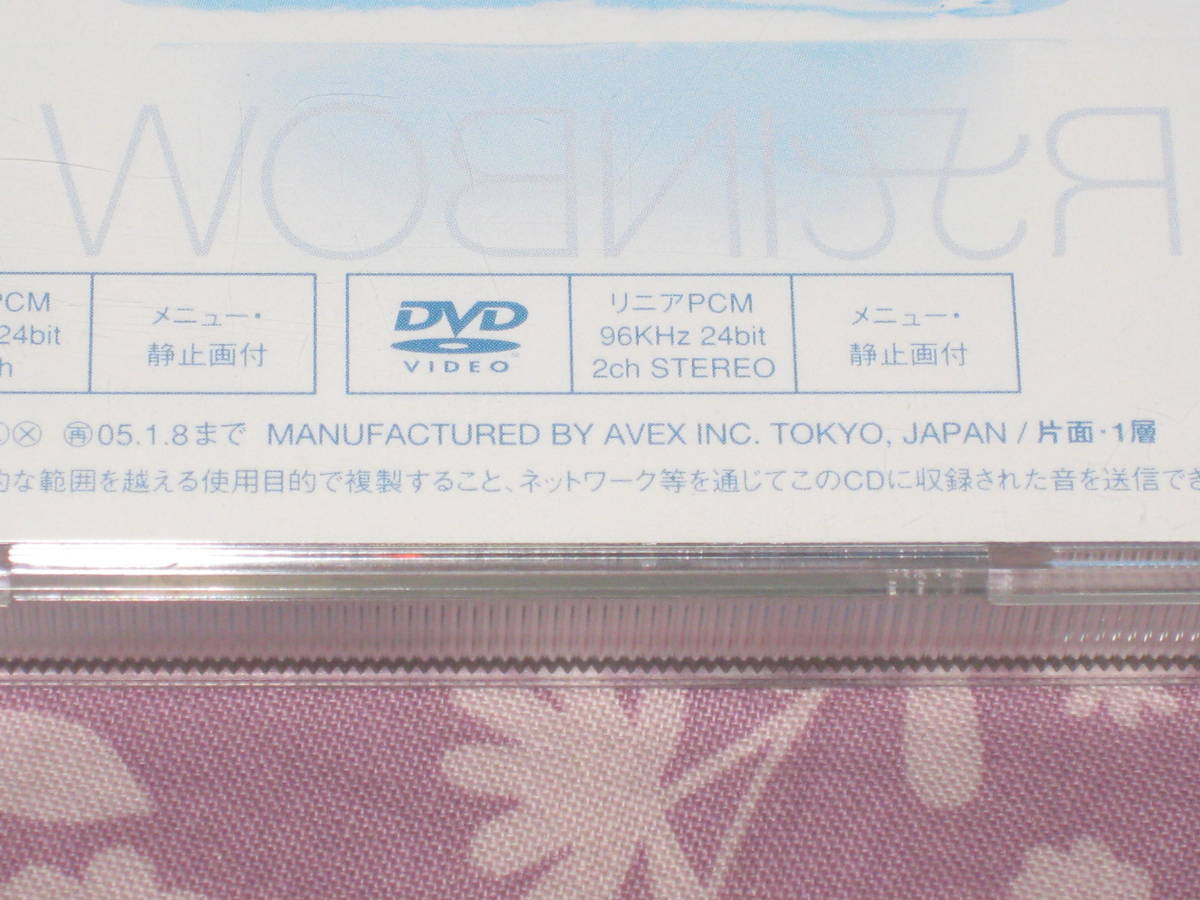 RAINBOW
PCM
24bit
メニュー・
静止画付
DVD
VIDEO
リニアPCM
96KHz 24bit
2ch STEREO
メニュー・
静止画付
再05.1.8まで MANUFACTURED BY AVEX INC. TOKYO, JAPAN / 片面・1層
的な範囲を越える使用目的で複製すること、ネットワーク等を通じてこのCDに収録された音を送信でき